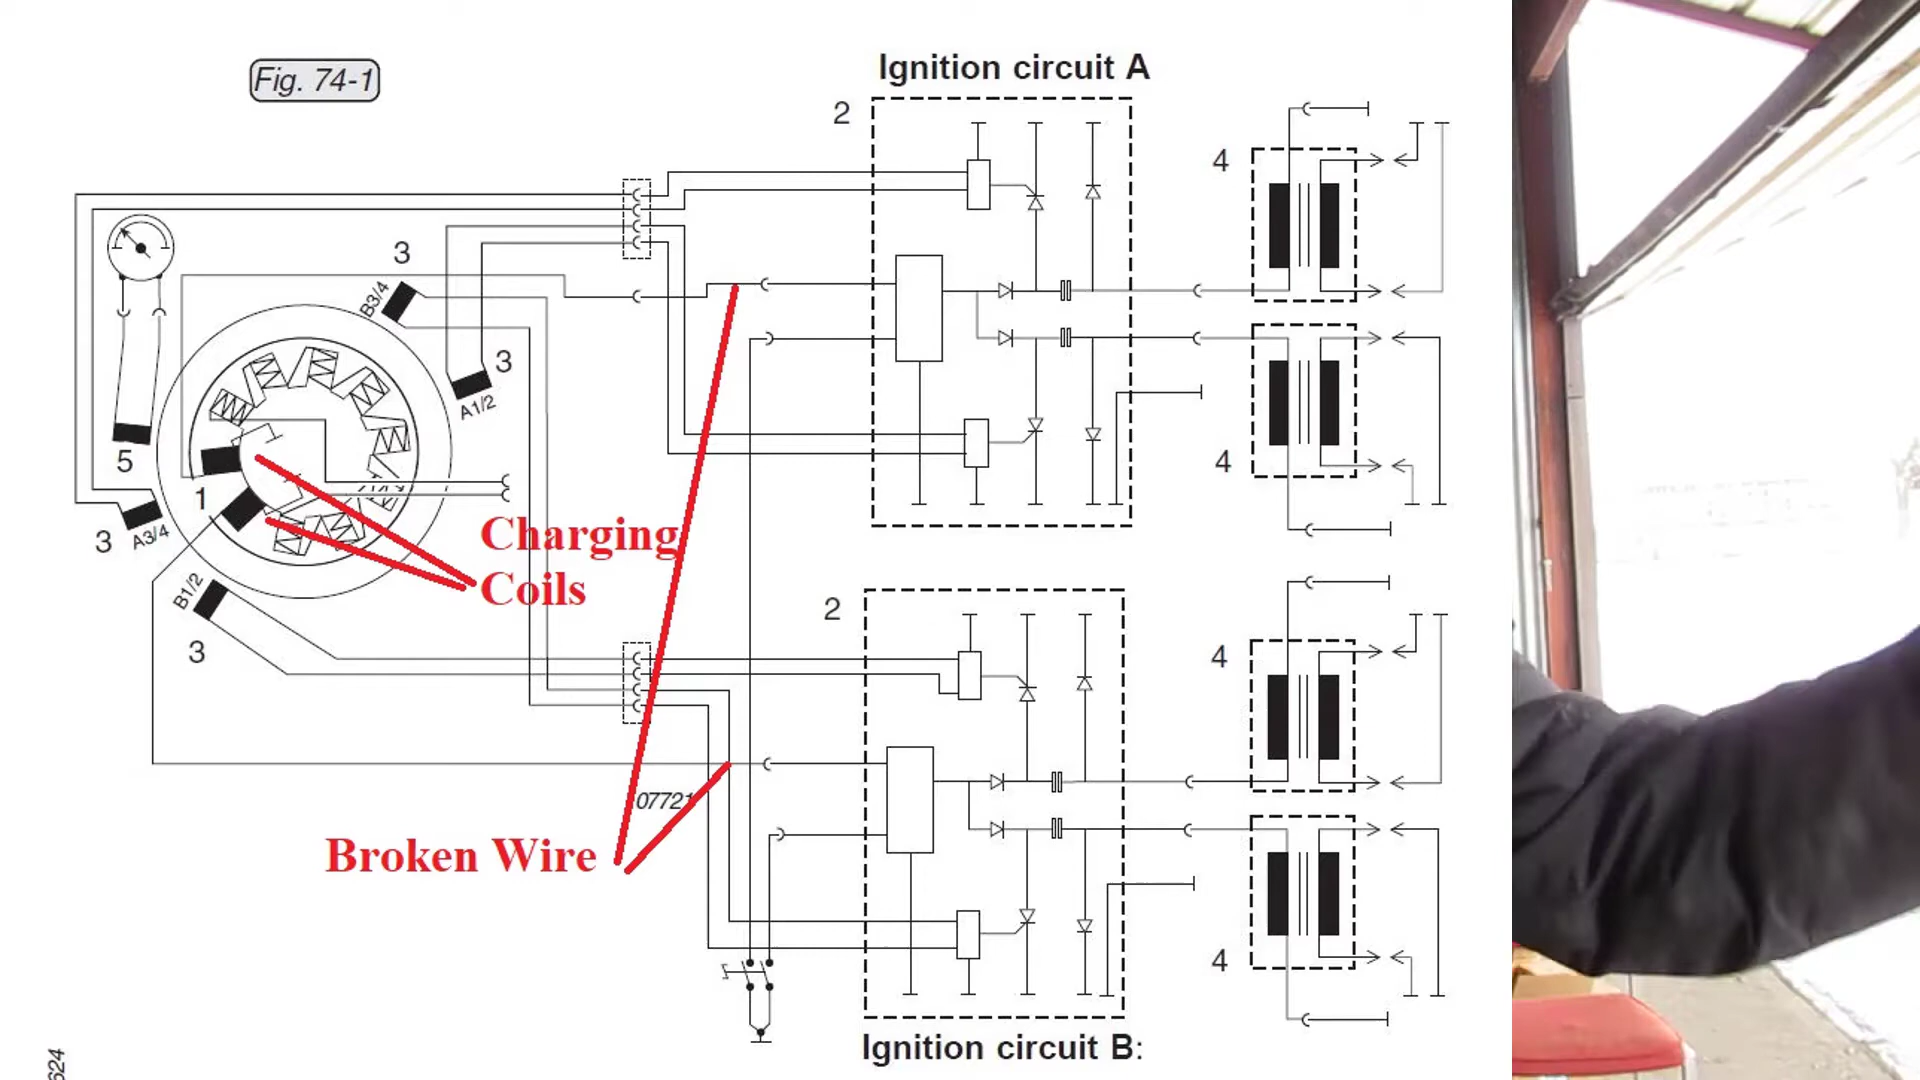 Fig. 74-1
Ignition circuit A
2
4
3
B3/4
3
A1/2
5
1
3
A3/4
4
Charging
Coils
B1/2
3
2
4
07721
Broken Wire
4
Ignition circuit B:
624